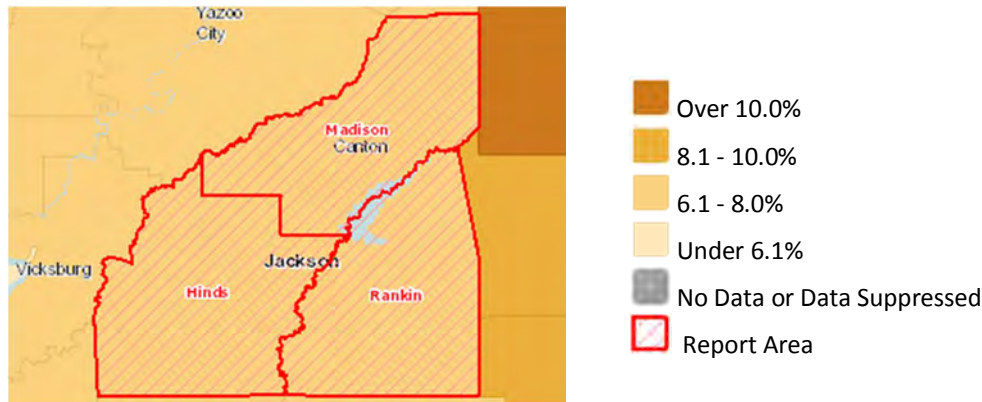 Yazoo
City
Madison
Canton
Vicksburg
Jackson
Hinds
Rankin
Over 10.0%
8.1 - 10.0%
6.1 - 8.0%
Under 6.1%
No Data or Data Suppressed
Report Area